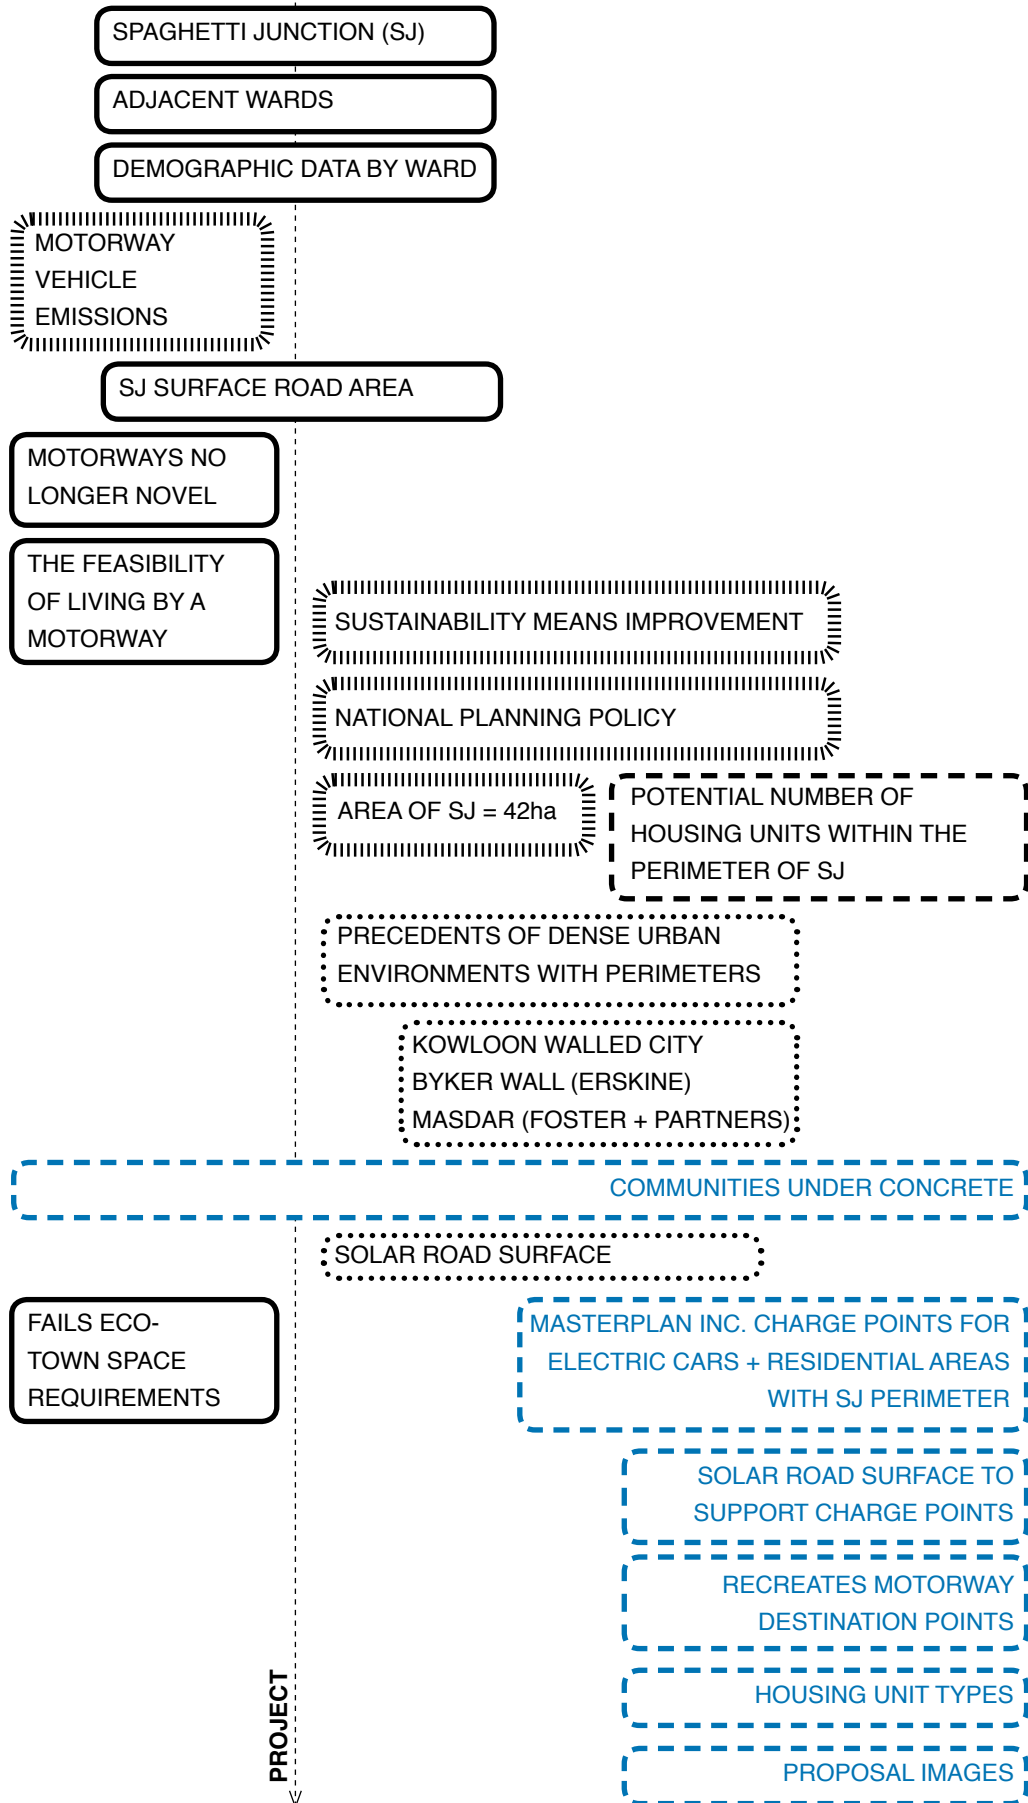 SPAGHETTI JUNCTION (SJ)
ADJACENT WARDS
DEMOGRAPHIC DATA BY WARD
MOTORWAY
VEHICLE
EMISSIONS
SJ SURFACE ROAD AREA
MOTORWAYS NO
LONGER NOVEL
THE FEASIBILITY
OF LIVING BY A
MOTORWAY
SUSTAINABILITY MEANS IMPROVEMENT
NATIONAL PLANNING POLICY
AREA OF SJ = 42ha
POTENTIAL NUMBER OF
HOUSING UNITS WITHIN THE
PERIMETER OF SJ
PRECEDENTS OF DENSE URBAN
ENVIRONMENTS WITH PERIMETERS
KOWLOON WALLED CITY
BYKER WALL (ERSKINE)
MASDAR (FOSTER + PARTNERS)
COMMUNITIES UNDER CONCRETE
SOLAR ROAD SURFACE
FAILS ECO-
TOWN SPACE
REQUIREMENTS
MASTERPLAN INC. CHARGE POINTS FOR
ELECTRIC CARS + RESIDENTIAL AREAS
WITH SJ PERIMETER
SOLAR ROAD SURFACE TO
SUPPORT CHARGE POINTS
RECREATES MOTORWAY
DESTINATION POINTS
HOUSING UNIT TYPES
PROPOSAL IMAGES
PROJECT